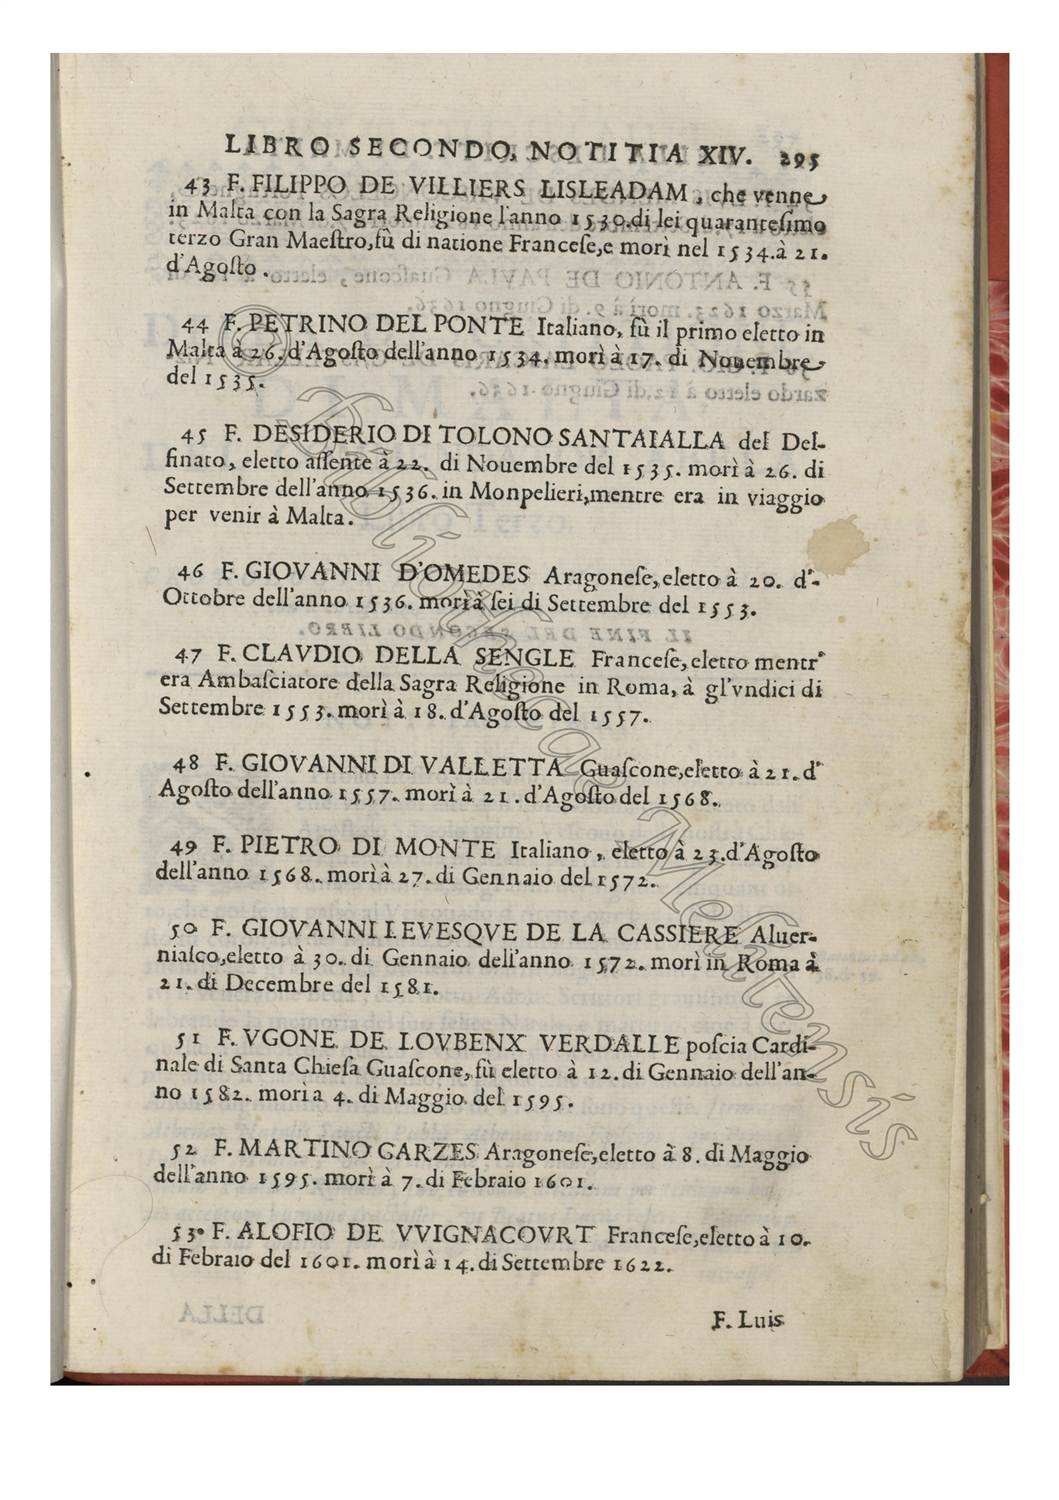 LIBRO SECONDO, NOTITIA XIV. 295
43 F. FILIPPO DE VILLIERS LISLEADAM, che venne
in Malta con la Sagra Religione l'anno 1530.di lei quarantesimo
terzo Gran Maeſtro,fù di natione Franceſe,e morì nel 1534.à 21.
d'Agoſto.
44 F. PETRINO DEL PONTE Italiano, fù il primo eletto in
Malta à 26.d'Agoſto dell'anno 1534. morì à 17. di Nouembre
del 1535.
45 F. DESIDERIO DI TOLONO SANTAIALLA del Del-
finato, eletto aſſente à 22. di Nouembre del 1535. morì à 26. di
Settembre dell'anno 1536. in Monpelieri,mentre era in viaggio
per venir à Malta.
46 F. GIOVANNI D'OMEDES Aragoneſe,eletto à 20. d'-
Ottobre dell'anno 1536. morì à ſei di Settembre del 1553.
47 F. CLAVDIO DELLA SENGLE Franceſe,eletto mentr'
era Ambaſciatore della Sagra Religione in Roma, à gl'vndici di
Settembre 1553. morì à 18. d'Agoſto del 1557.
48 F. GIOVANNI DI VALLETTA Guaſcone,eletto à 21. d'
Agoſto dell'anno 1557. morì à 21. d'Agoſto del 1568.
49 F. PIETRO DI MONTE Italiano, eletto à 23.d'Agoſto
dell'anno 1568. morì à 27. di Gennaio del 1572.
50 F. GIOVANNI LEVESQVE DE LA CASSIERE Aluer-
niaſco,eletto à 30. di Gennaio dell'anno 1572. morì in Roma à
21. di Decembre del 1581.
51 F. VGONE DE LOVBENX VERDALLE poſcia Cardi-
nale di Santa Chieſa Guaſcone, fù eletto à 12. di Gennaio dell'an-
no 1582. morì a 4. di Maggio del 1595.
52 F. MARTINO GARZES Aragoneſe,eletto à 8. di Maggio
dell'anno 1595. morì à 7. di Febraio 1601.
53. F. ALOFIO DE VVIGNACOVRT Franceſe,eletto à 10.
di Febraio del 1601. morì à 14. di Settembre 1622.
F. Luis
© Bibliotheca Melitensis